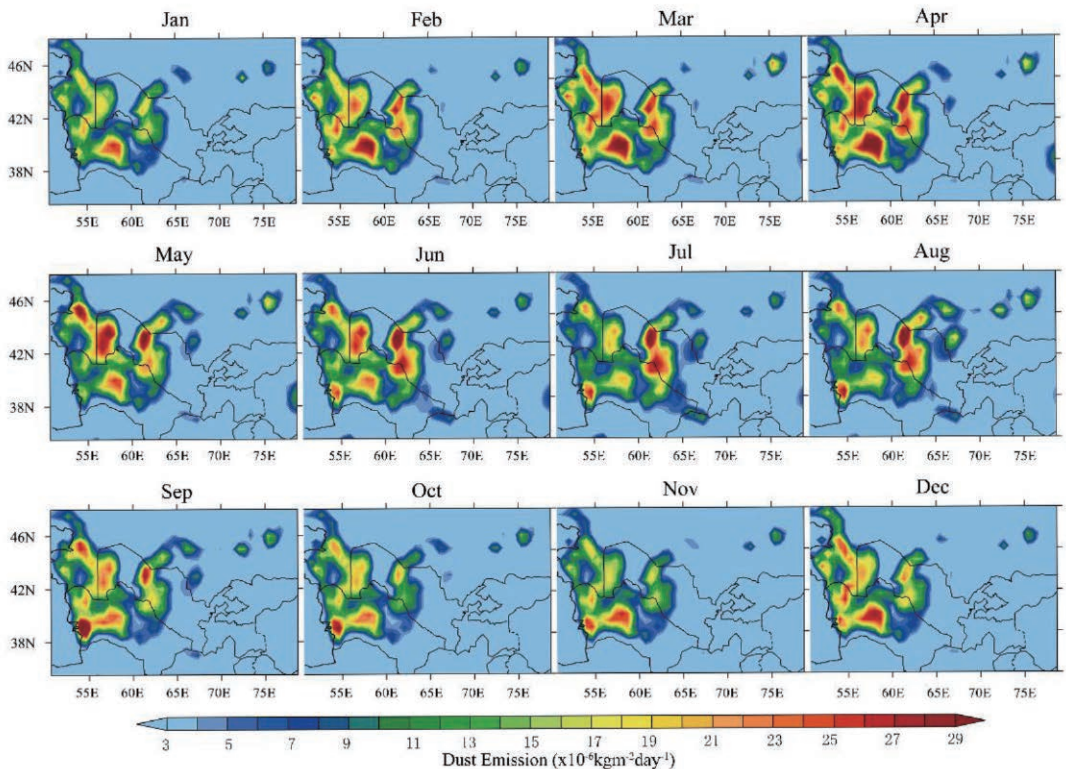 Jan Feb Mar Apr
46N
42N
38N
55E 60E 65E 70E 75E 55E 60E 65E 70E 75E 55E 60E 65E 70E 75E 55E 60E 65E 70E 75E
May Jun Jul Aug
46N
42N
38N
55E 60E 65E 70E 75E 55E 60E 65E 70E 75E 55E 60E 65E 70E 75E 55E 60E 65E 70E 75E
Sep Oct Nov Dec
46N
42N
38N
55E 60E 65E 70E 75E 55E 60E 65E 70E 75E 55E 60E 65E 70E 75E 55E 60E 65E 70E 75E
3 5 7 9 11 13 15 17 19 21 23 25 27 29
Dust Emission (x10⁻⁶kgm⁻²day⁻¹)